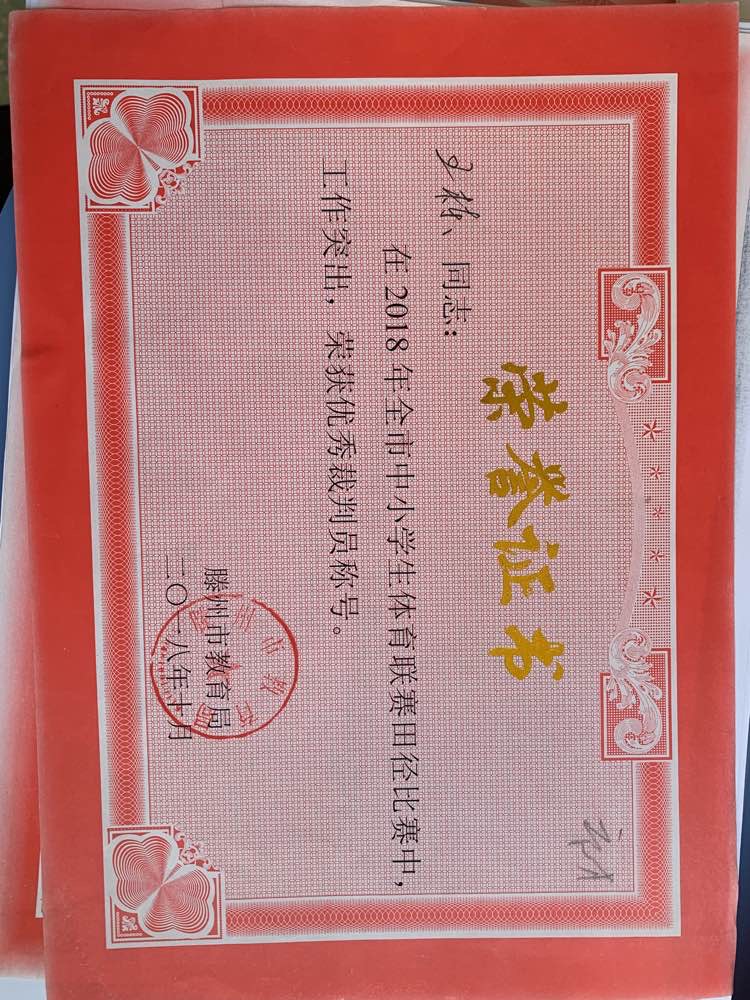 荣誉证书
王栋、同志：
在2018年全市中小学生体育联赛田径比赛中，
工作突出，荣获优秀裁判员称号。
滕州市教育局
二〇一八年十月